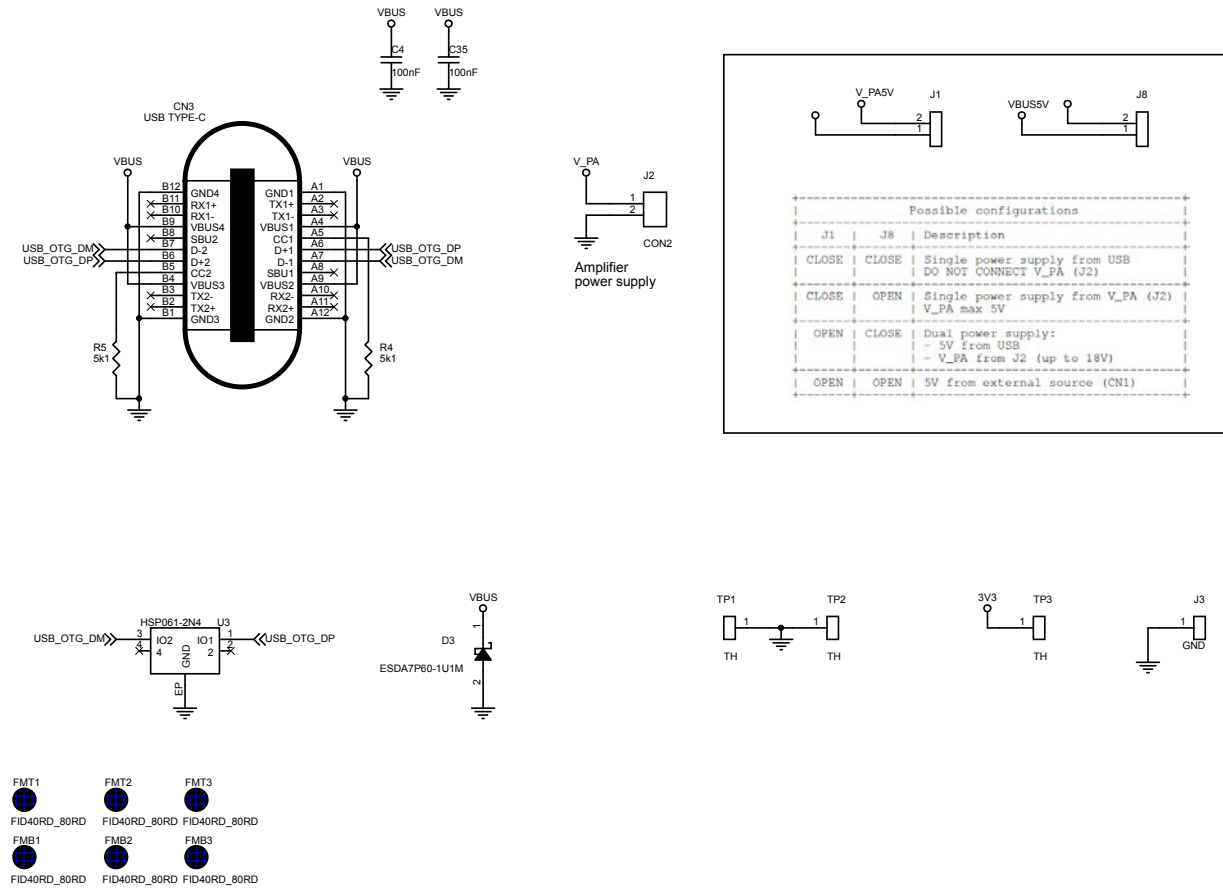 VBUS
VBUS
C4
C35
100nF
100nF
CN3
USB TYPE-C
VBUS
VBUS
B12
GND4
GND1
A1
B11
RX1+
TX1+
A2
B10
RX1-
TX1-
A3
B9
VBUS4
VBUS1
A4
B8
SBU2
CC1
A5
USB_OTG_DM
B7
D-2
D+1
A6
USB_OTG_DP
USB_OTG_DP
B6
D+2
D-1
A7
USB_OTG_DM
B5
CC2
SBU1
A8
B4
VBUS3
VBUS2
A9
B3
TX2-
RX2-
A10
B2
TX2+
RX2+
A11
B1
GND3
GND2
A12
R5
5k1
R4
5k1
V_PA
J2
1
2
CON2
Amplifier
power supply
V_PA5V
J1
2
1
VBUS5V
J8
2
1
Possible configurations
J1 | J8 | Description
CLOSE | CLOSE | Single power supply from USB
DO NOT CONNECT V_PA (J2)
CLOSE | OPEN | Single power supply from V_PA (J2)
V_PA max 5V
OPEN | CLOSE | Dual power supply:
- 5V from USB
- V_PA from J2 (up to 18V)
OPEN | OPEN | 5V from external source (CN1)
HSP061-2N4
U3
USB_OTG_DM
3
IO2
IO1
1
USB_OTG_DP
4
4
2
2
GND
EP
VBUS
1
D3
ESDA7P60-1U1M
2
TP1
1
TH
TP2
1
TH
3V3
TP3
1
TH
J3
1
GND
FMT1
FMT2
FMT3
FID40RD_80RD
FID40RD_80RD
FID40RD_80RD
FMB1
FMB2
FMB3
FID40RD_80RD
FID40RD_80RD
FID40RD_80RD